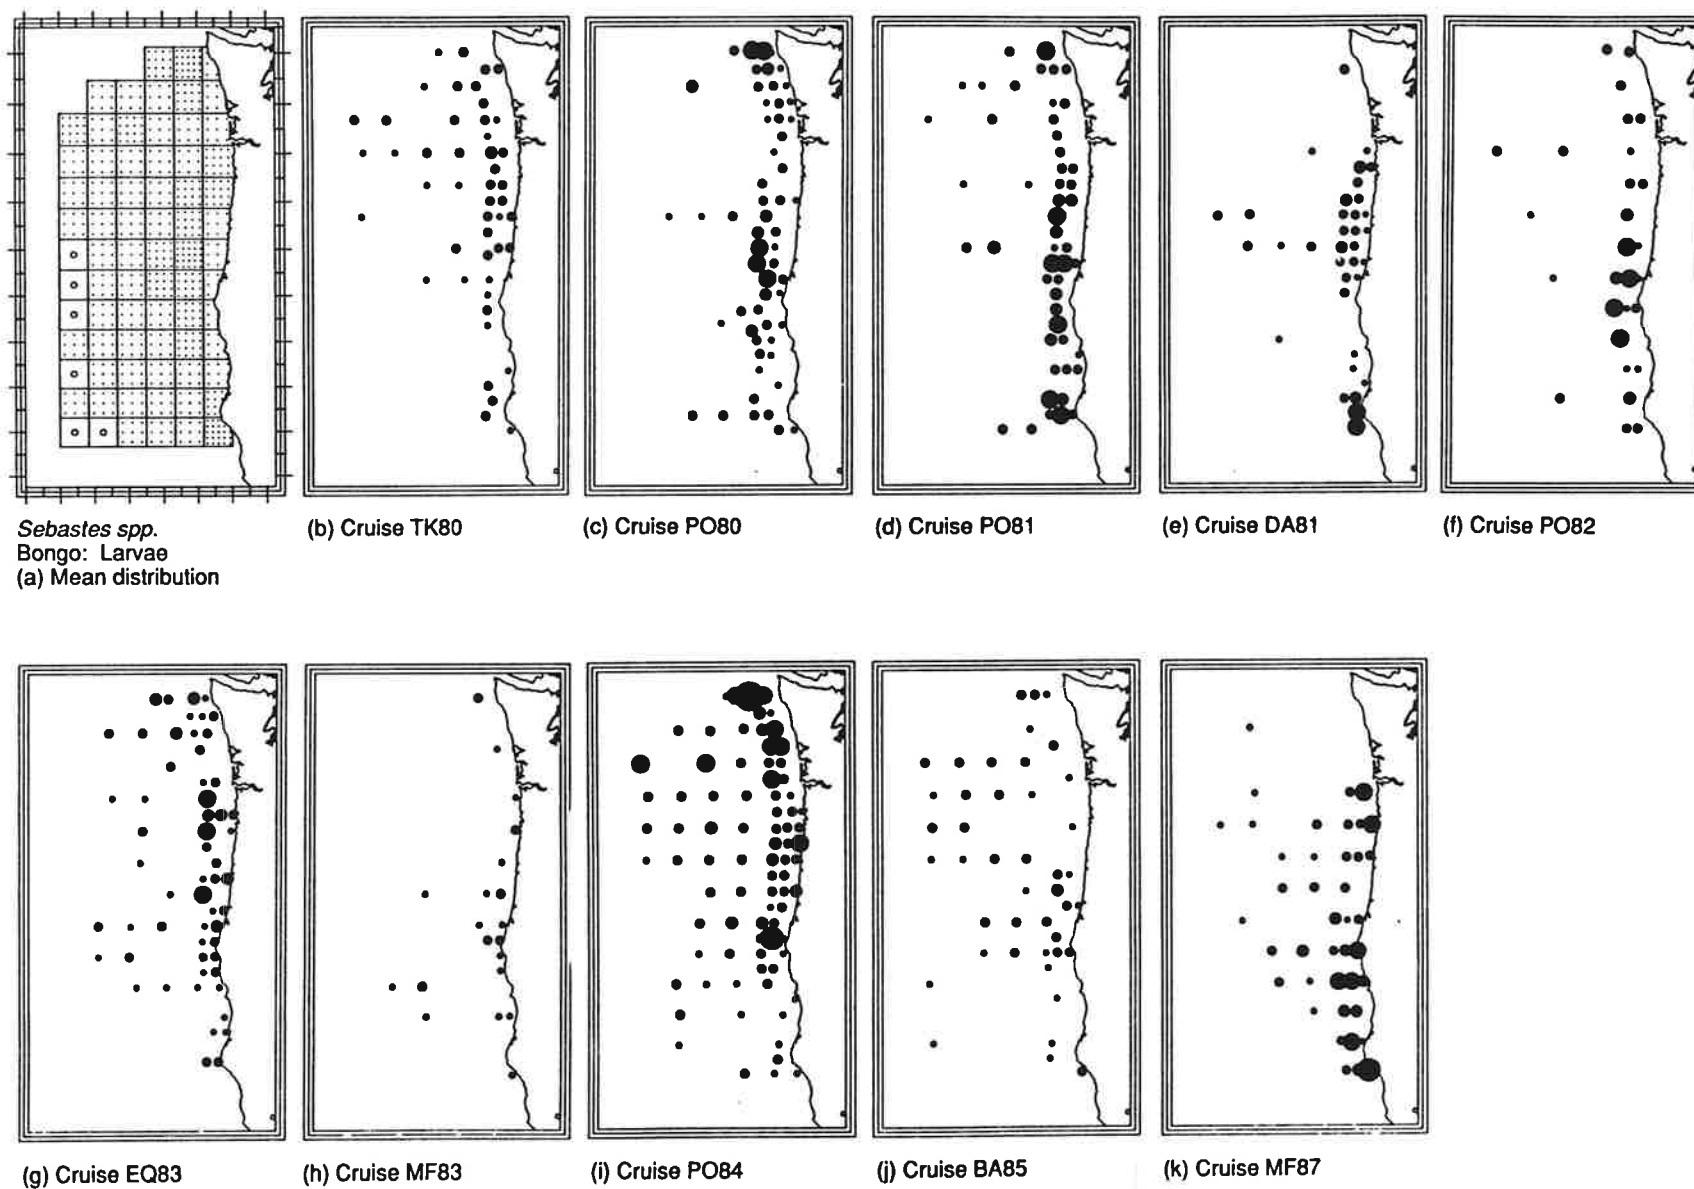 Sebastes spp.
Bongo: Larvae
(a) Mean distribution
(b) Cruise TK80
(c) Cruise PO80
(d) Cruise PO81
(e) Cruise DA81
(f) Cruise PO82
(g) Cruise EQ83
(h) Cruise MF83
(i) Cruise PO84
(j) Cruise BA85
(k) Cruise MF87